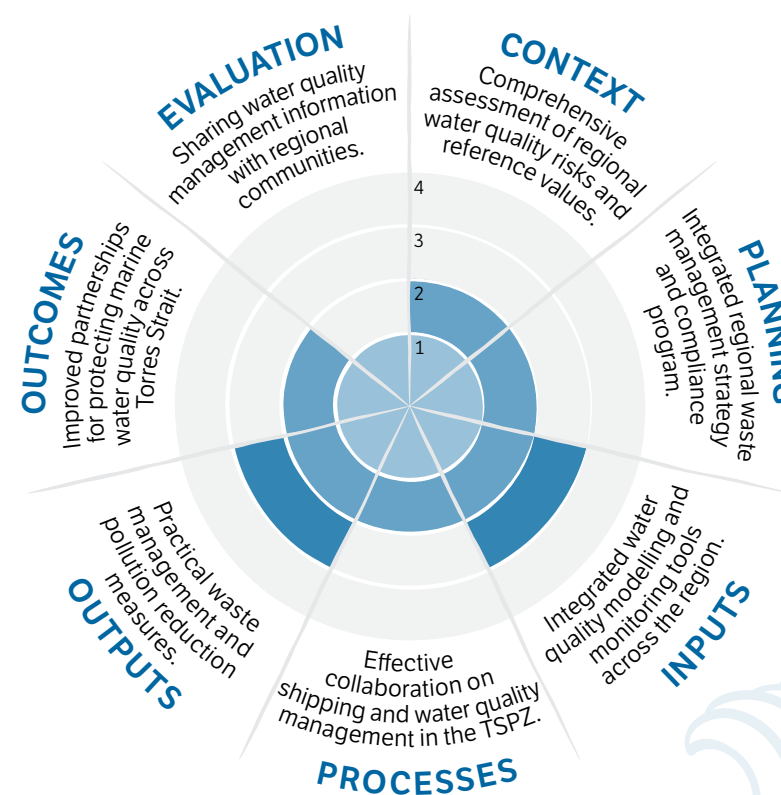 EVALUATION
Sharing water quality
management information
with regional
communities.
CONTEXT
Comprehensive
assessment of regional
water quality risks and
reference values.
PLANNING
Integrated regional waste
management strategy
and compliance
program.
INPUTS
Integrated water
quality modelling and
monitoring tools
across the region.
PROCESSES
Effective
collaboration on
shipping and water quality
management in the TSPZ.
OUTPUTS
Practical waste
management and
pollution reduction
measures.
OUTCOMES
Improved partnerships
for protecting marine
water quality across
Torres Strait.
4
3
2
1